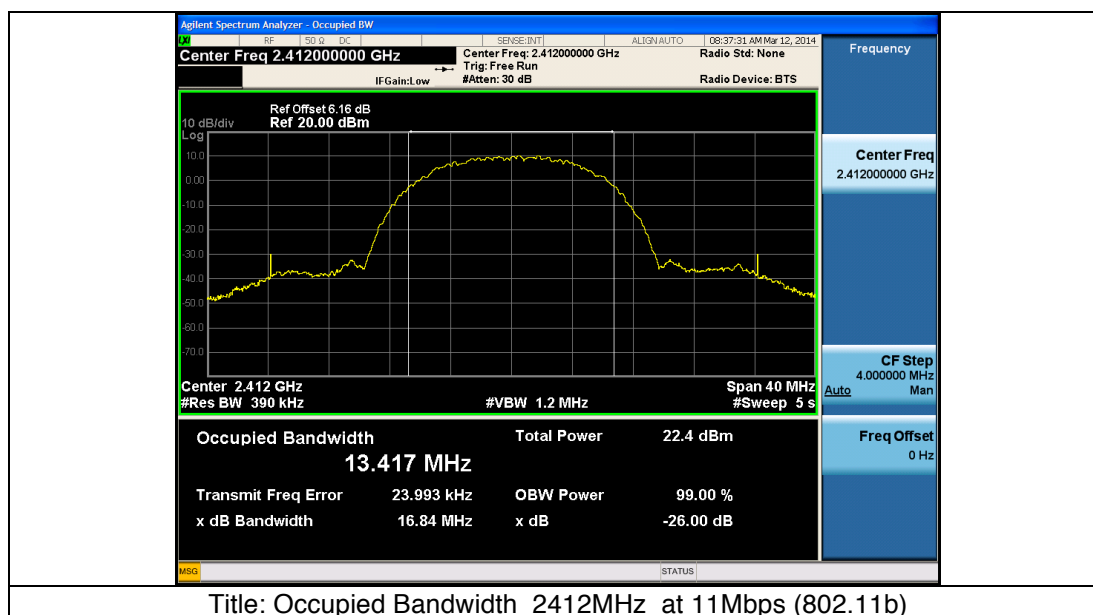 Agilent Spectrum Analyzer - Occupied BW
LXI RF 50 Ω DC SENSE:INT ALIGN AUTO 08:37:31 AM Mar 12, 2014
Center Freq 2.412000000 GHz
Center Freq: 2.412000000 GHz
Radio Std: None
Trig: Free Run
IFGain:Low
#Atten: 30 dB
Radio Device: BTS
Frequency
Ref Offset 6.16 dB
10 dB/div Ref 20.00 dBm
Log
10.0
0.00
-10.0
-20.0
-30.0
-40.0
-50.0
-60.0
-70.0
Center 2.412 GHz
Span 40 MHz
#Res BW 390 kHz
#VBW 1.2 MHz
#Sweep 5 s
Center Freq
2.412000000 GHz
CF Step
4.000000 MHz
Auto Man
Freq Offset
0 Hz
Occupied Bandwidth
13.417 MHz
Total Power 22.4 dBm
Transmit Freq Error 23.993 kHz
OBW Power 99.00 %
x dB Bandwidth 16.84 MHz
x dB -26.00 dB
MSG
STATUS
Title: Occupied Bandwidth 2412MHz at 11Mbps (802.11b)